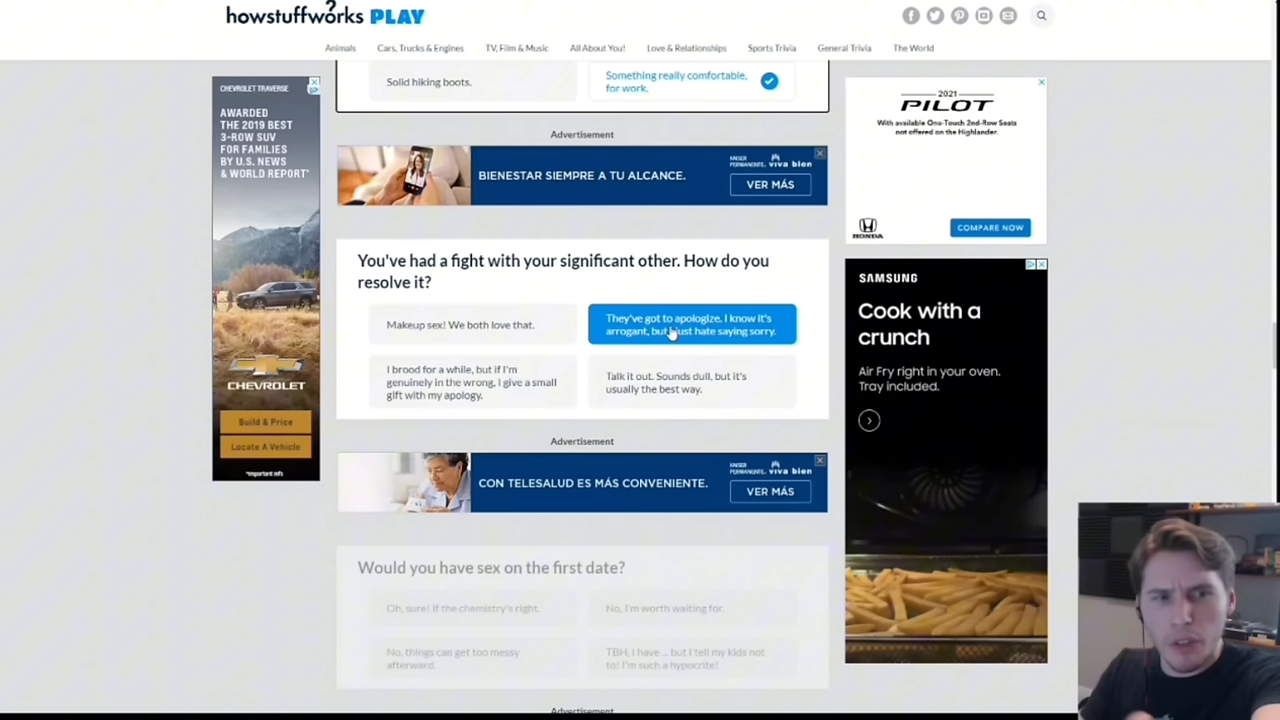 howstuffworks PLAY
Animals
Cars, Trucks & Engines
TV, Film & Music
All About You!
Love & Relationships
Sports Trivia
General Trivia
The World
CHEVROLET TRAVERSE
AWARDED
THE 2019 BEST
3-ROW SUV
FOR FAMILIES
BY U.S. NEWS
& WORLD REPORT*
CHEVROLET
Build & Price
Locate A Vehicle
*Important Info
Solid hiking boots.
Something really comfortable,
for work.
Advertisement
BIENESTAR SIEMPRE A TU ALCANCE.
KAISER
PERMANENTE. viva bien
VER MÁS
You've had a fight with your significant other. How do you
resolve it?
Makeup sex! We both love that.
They've got to apologize. I know it's
arrogant, but I just hate saying sorry.
I brood for a while, but if I'm
genuinely in the wrong, I give a small
gift with my apology.
Talk it out. Sounds dull, but it's
usually the best way.
Advertisement
CON TELESALUD ES MÁS CONVENIENTE.
KAISER
PERMANENTE. viva bien
VER MÁS
Would you have sex on the first date?
Oh, sure! If the chemistry's right.
No, I'm worth waiting for.
No, things can get too messy
afterward.
TBH, I have ... but I tell my kids not
to! I'm such a hypocrite!
Advertisement
2021
PILOT
With available One-Touch 2nd-Row Seats
not offered on the Highlander.
HONDA
COMPARE NOW
SAMSUNG
Cook with a
crunch
Air Fry right in your oven.
Tray included.